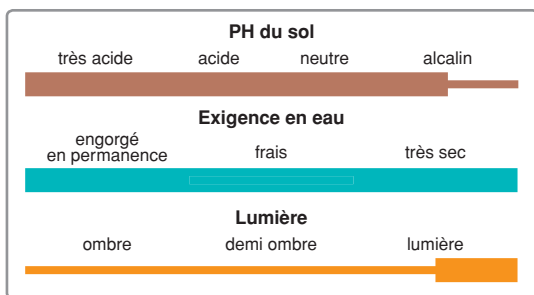 PH du sol
très acide acide neutre alcalin
Exigence en eau
engorgé
en permanence frais très sec
Lumière
ombre demi ombre lumière